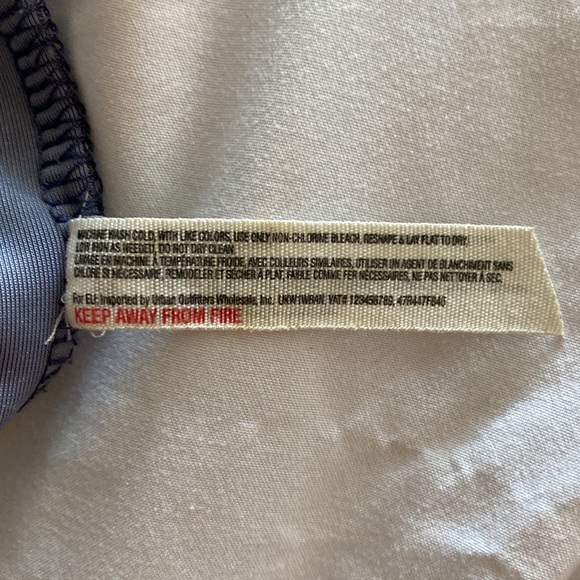 MACHINE WASH COLD, WITH LIKE COLORS, USE ONLY NON-CHLORINE BLEACH, RESHAPE & LAY FLAT TO DRY.
LOW IRON AS NEEDED, DO NOT DRY CLEAN
LAVAGE EN MACHINE À TEMPÉRATURE FROIDE, AVEC COULEURS SIMILAIRES, UTILISER UN AGENT DE BLANCHIMENT SANS
CHLORE SI NÉCESSAIRE, REMODELER ET SÉCHER À PLAT, FAIBLE COMME FER NÉCESSAIRES, NE PAS NETTOYER À SEC.
For EU: Imported by Urban Outfitters Wholesale, Inc. VAT# 123456789,
KEEP AWAY FROM FIRE